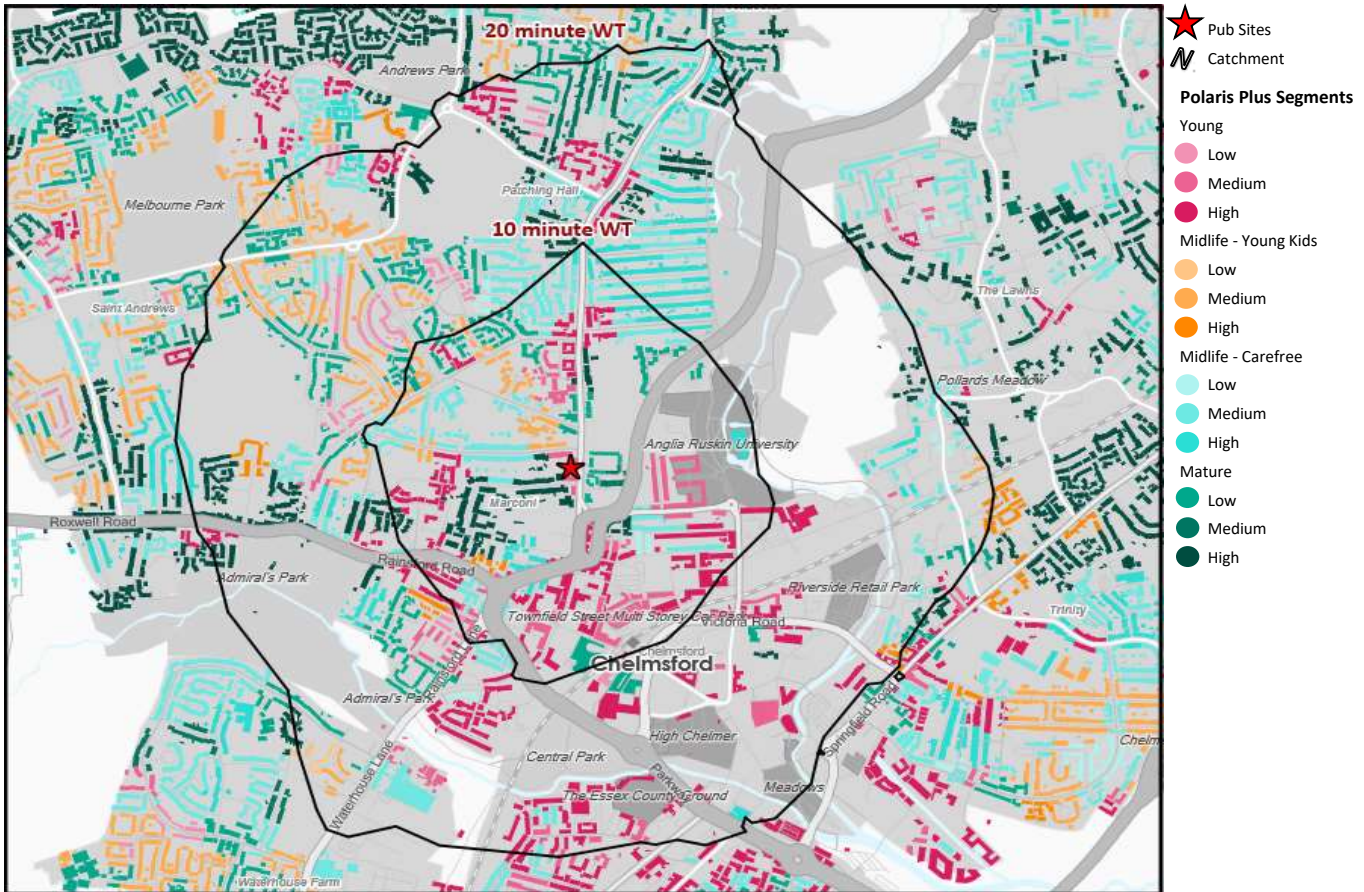 20 minute WT
Andrews Park
Patching Hall
Melbourne Park
10 minute WT
Saint Andrews
The Lawns
Pollards Meadow
Anglia Ruskin University
Marconi
Roxwell Road
Rainsford Road
Admiral's Park
Riverside Retail Park
Townfield Street Multi Storey Car Park
Victoria Road
Trinity
Chelmsford
Chelmsford
Rainsford Lane
Admiral's Park
High Chelmer
Springfield Road
Chelm
Central Park
Waterhouse Lane
Parkway
Meadows
The Essex County Ground
Waterhouse Farm
Pub Sites
Catchment
Polaris Plus Segments
Young
Low
Medium
High
Midlife - Young Kids
Low
Medium
High
Midlife - Carefree
Low
Medium
High
Mature
Low
Medium
High